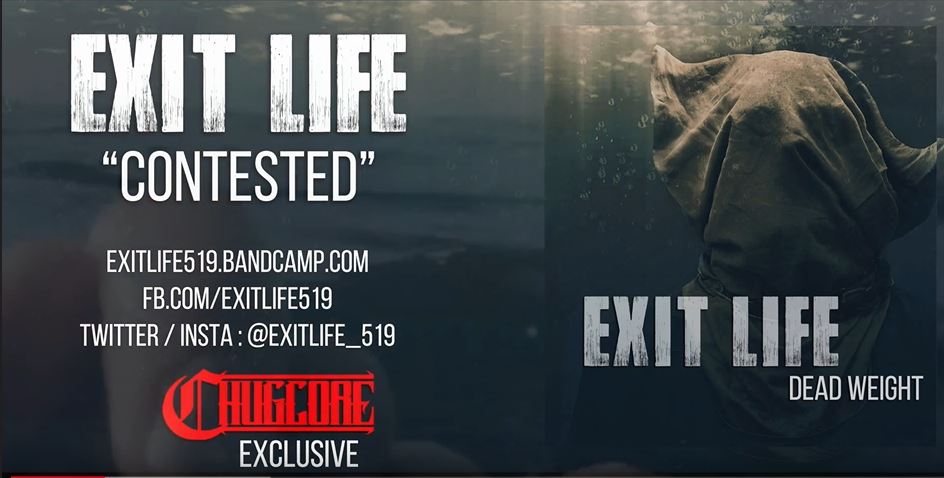 EXIT LIFE
“CONTESTED”
EXITLIFE519.BANDCAMP.COM
FB.COM/EXITLIFE519
TWITTER / INSTA : @EXITLIFE_519
CHUGCORE
EXCLUSIVE
EXIT LIFE
DEAD WEIGHT